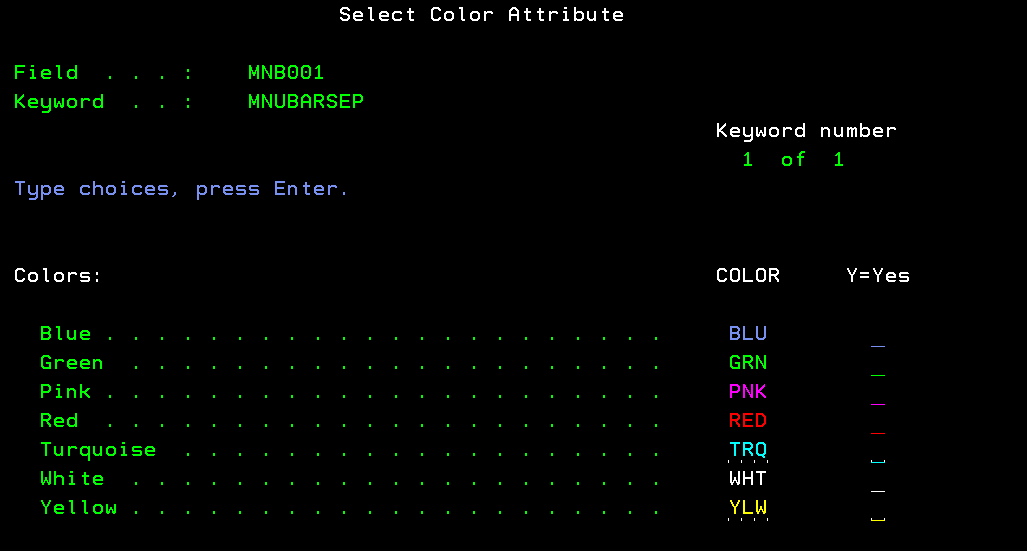 Select Color Attribute
Field . . . : MNB001
Keyword . . : MNUBARSEP
Keyword number
1 of 1
Type choices, press Enter.
Colors: COLOR Y=Yes
Blue . . . . . . . . . . . . . . . . . . . . . . BLU _
Green . . . . . . . . . . . . . . . . . . . . . GRN _
Pink . . . . . . . . . . . . . . . . . . . . . . PNK _
Red . . . . . . . . . . . . . . . . . . . . . . RED _
Turquoise . . . . . . . . . . . . . . . . . . . TRQ _
White . . . . . . . . . . . . . . . . . . . . . WHT _
Yellow . . . . . . . . . . . . . . . . . . . . . YLW _